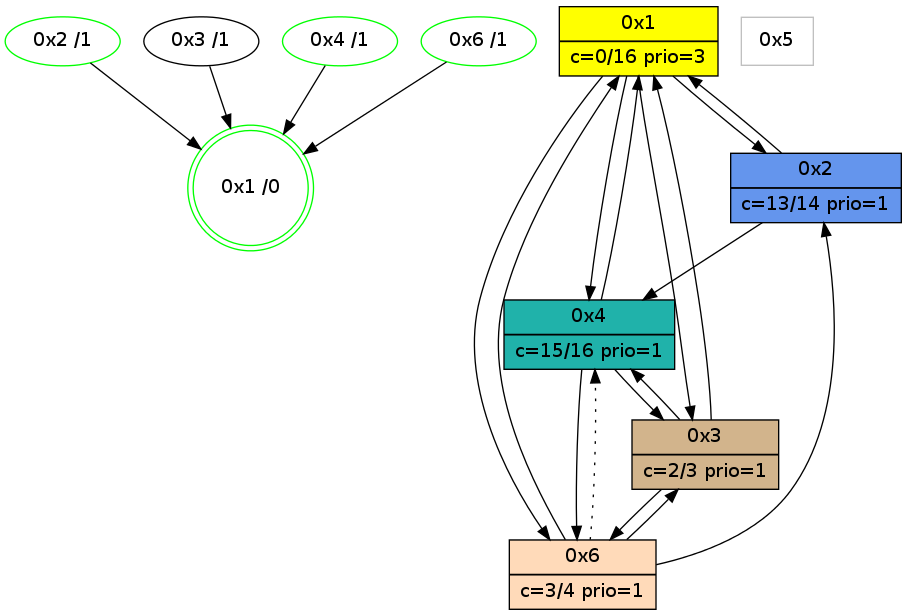 0x2 /1
0x3 /1
0x4 /1
0x6 /1
0x1
c=0/16 prio=3
0x5
0x1 /0
0x2
c=13/14 prio=1
0x4
c=15/16 prio=1
0x3
c=2/3 prio=1
0x6
c=3/4 prio=1